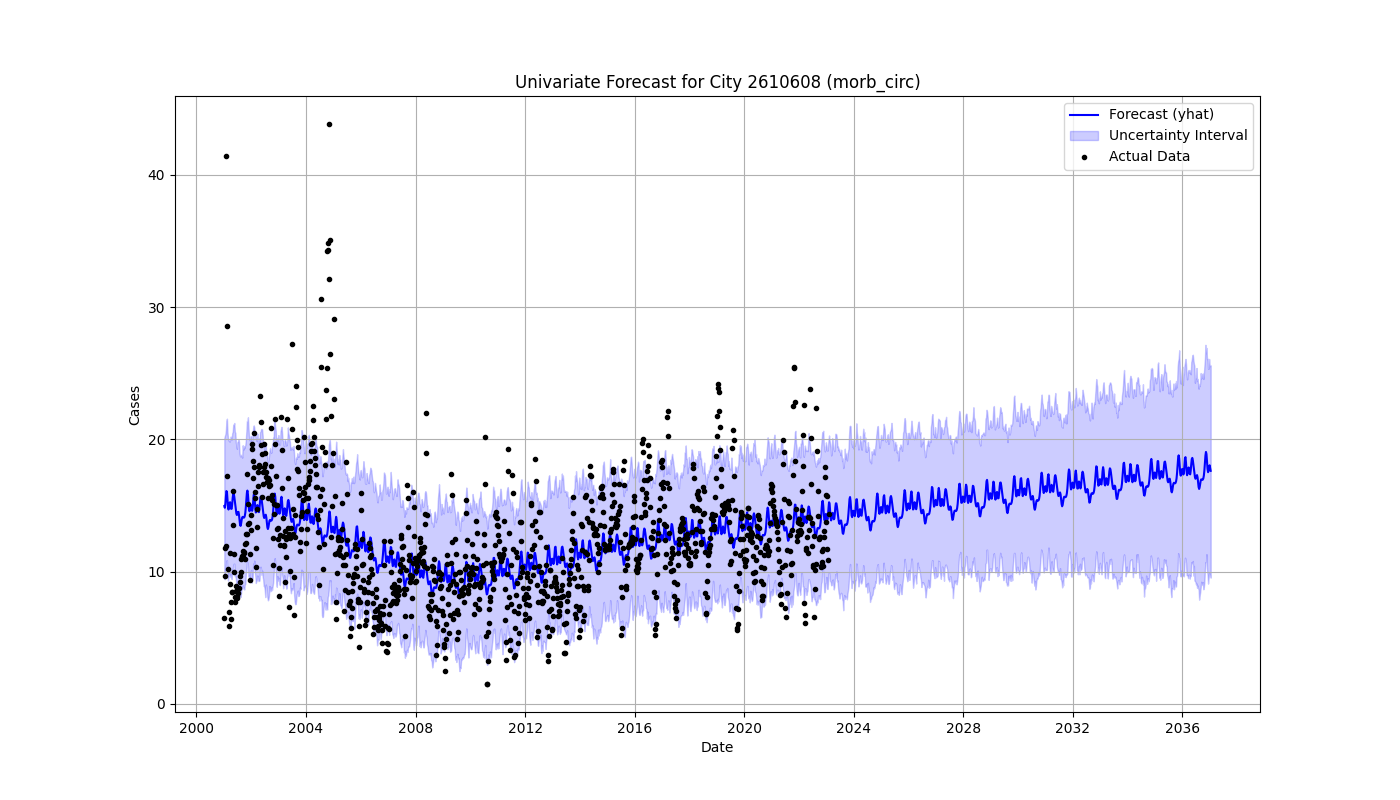 Univariate Forecast for City 2610608 (morb_circ)
Forecast (yhat)
Uncertainty Interval
Actual Data
Cases
40
30
20
10
0
2000 2004 2008 2012 2016 2020 2024 2028 2032 2036
Date